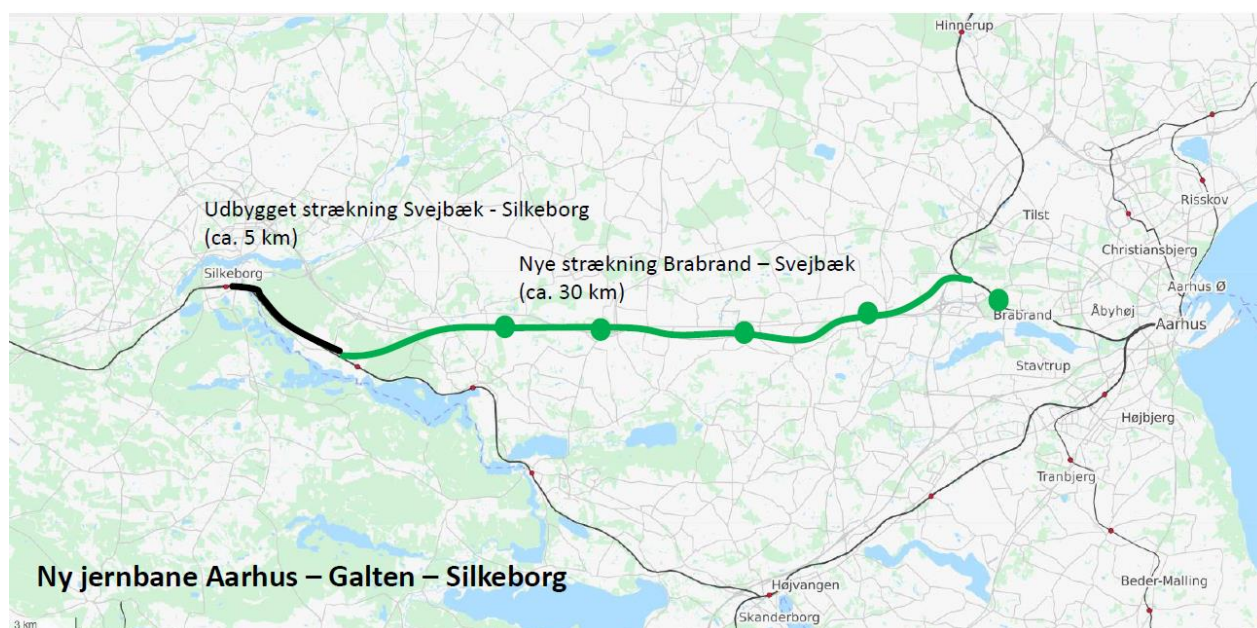 Hinnerup
Risskov
Tilst
Udbygget strækning Svejbæk - Silkeborg
(ca. 5 km)
Christiansbjerg
Nye strækning Brabrand – Svejbæk
(ca. 30 km)
Silkeborg
Aarhus Ø
Brabrand
Åbyhøj
Aarhus
Stavtrup
Højbjerg
Tranbjerg
Ny jernbane Aarhus – Galten – Silkeborg
Højvangen
Beder-Malling
Skanderborg
3 km